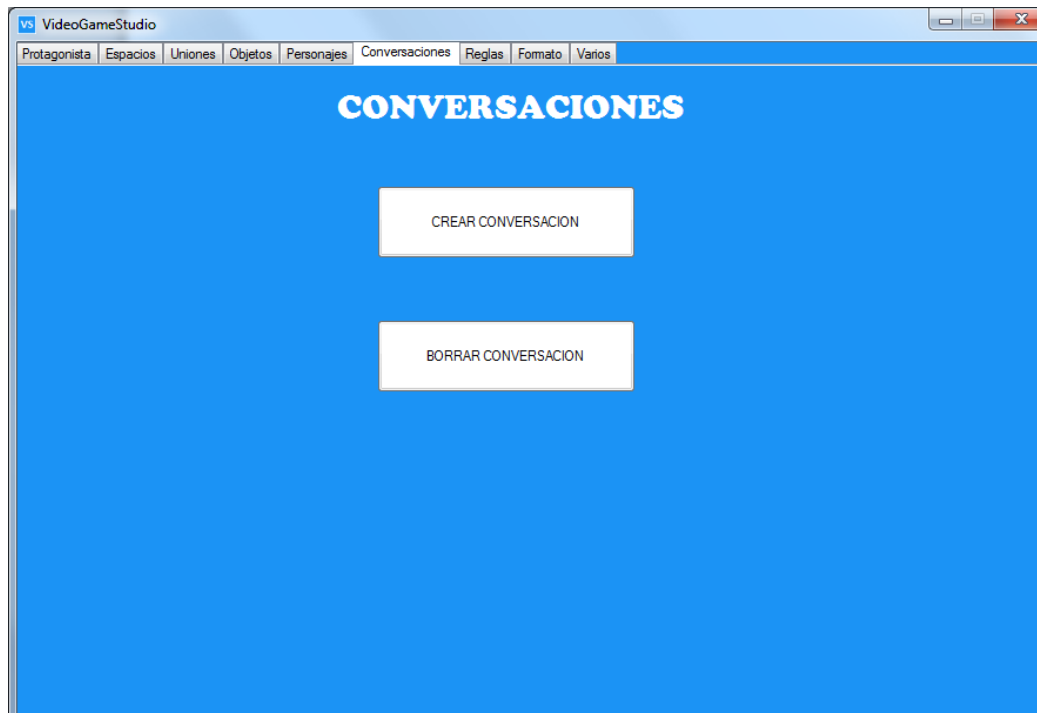 VS VideoGameStudio
Protagonista Espacios Uniones Objetos Personajes Conversaciones Reglas Formato Varios
CONVERSACIONES
CREAR CONVERSACION
BORRAR CONVERSACION